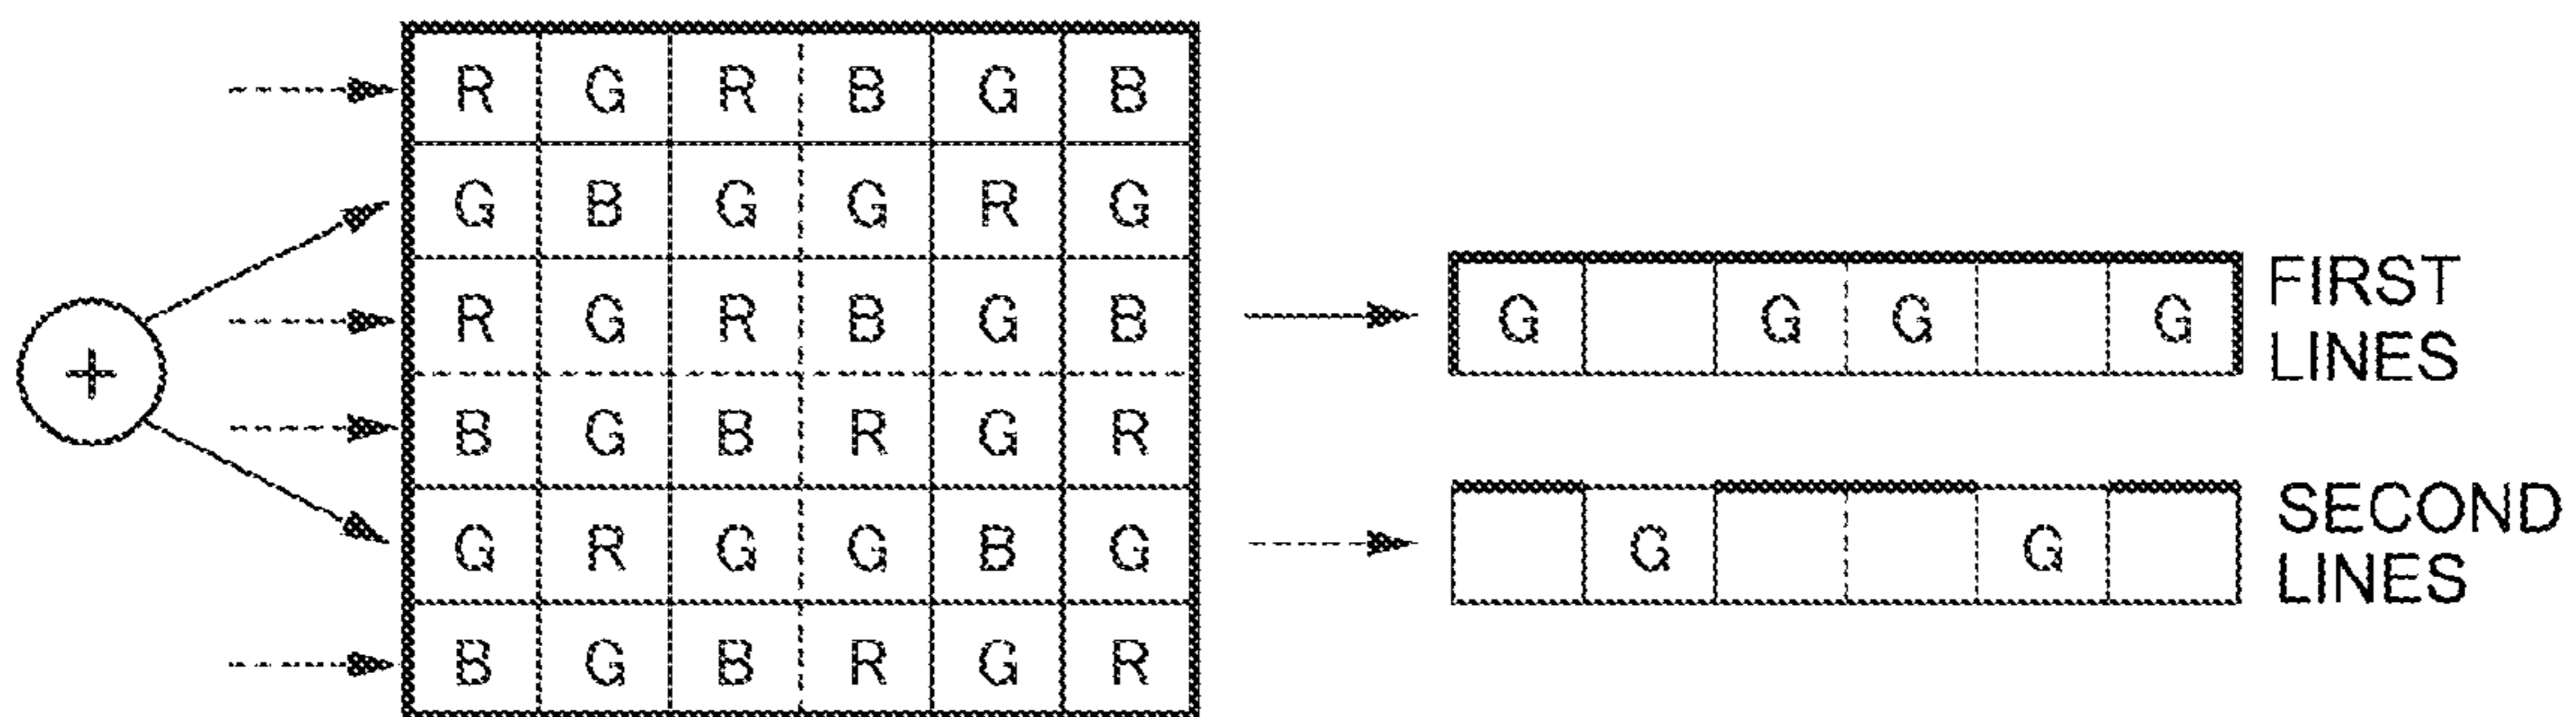 R G R B G B
G B G G R G
R G R B G B
B G B R G R
G R G G B G
B G B R G R
+
G G G G
FIRST
LINES
G G
SECOND
LINES